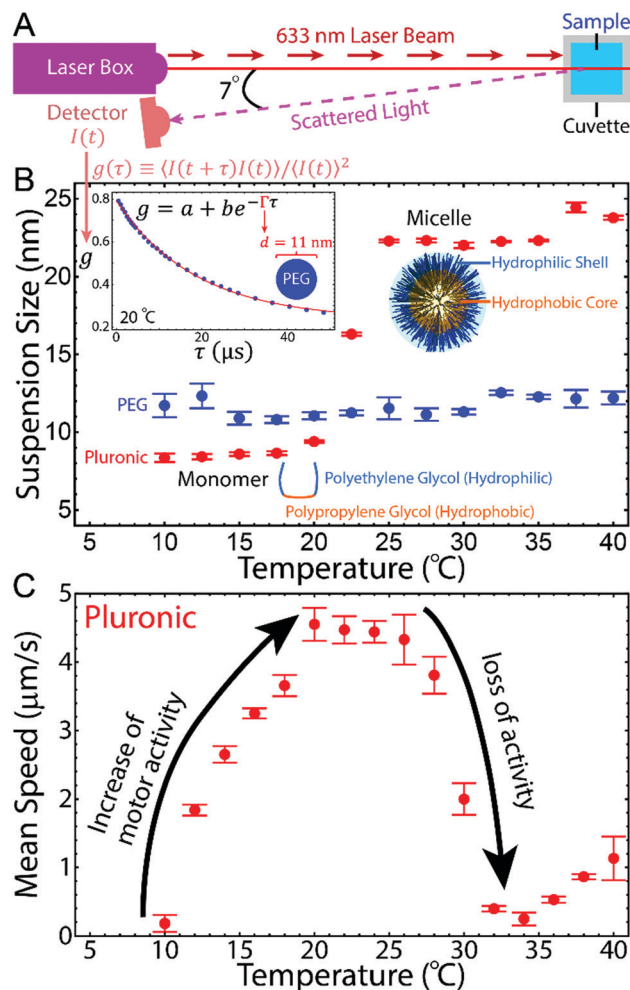 A
633 nm Laser Beam
Sample
Laser Box
7°
Scattered Light
Detector
I(t)
Cuvette
g(τ) ≡ ⟨I(t + τ)I(t)⟩/⟨I(t)⟩²
B
Suspension Size (nm)
25
20
15
10
5
g
0.8
0.6
0.4
0.2
g = a + be^−Γτ
d = 11 nm
PEG
20 °C
0 20 40
τ (μs)
Micelle
Hydrophilic Shell
Hydrophobic Core
PEG
Pluronic
Monomer
Polyethylene Glycol (Hydrophilic)
Polypropylene Glycol (Hydrophobic)
5 10 15 20 25 30 35 40
Temperature (°C)
C
Mean Speed (μm/s)
5
4
3
2
1
0
Pluronic
Increase of
motor activity
loss of
activity
5 10 15 20 25 30 35 40
Temperature (°C)